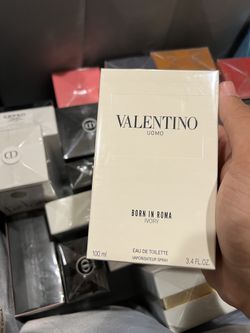 VALENTINO
UOMO
BORN IN ROMA
IVORY
EAU DE TOILETTE
100 ml
VAPORISATEUR SPRAY
3.4 FL.OZ.